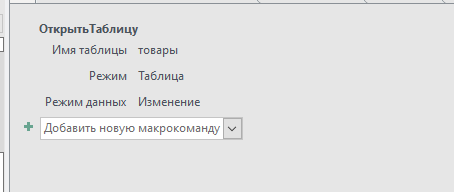 ОткрытьТаблицу
Имя таблицы товары
Режим Таблица
Режим данных Изменение
Добавить новую макрокоманду